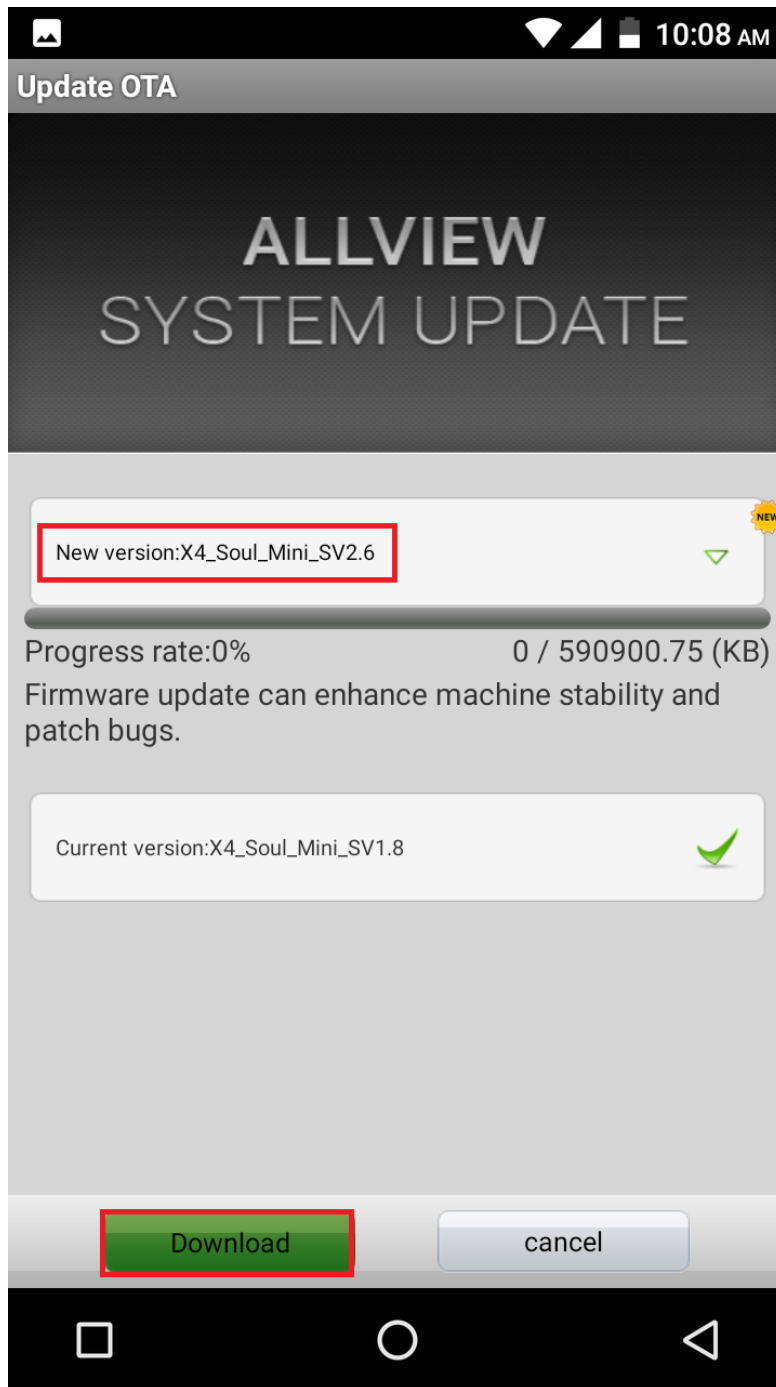 10:08 AM
Update OTA
ALLVIEW
SYSTEM UPDATE
NEW
New version:X4_Soul_Mini_SV2.6
Progress rate:0% 0 / 590900.75 (KB)
Firmware update can enhance machine stability and
patch bugs.
Current version:X4_Soul_Mini_SV1.8
Download cancel